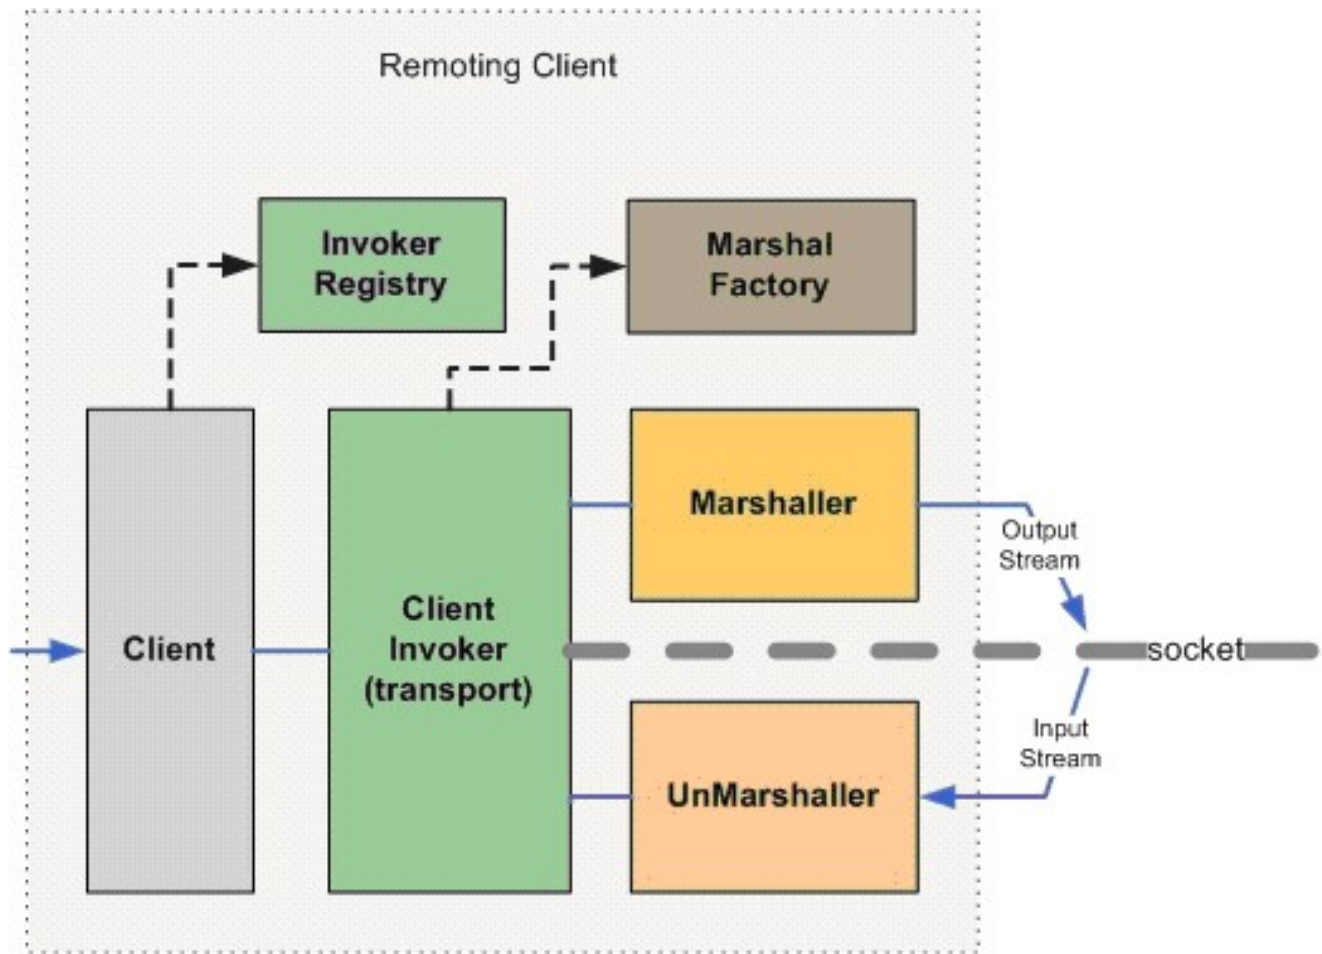 Remoting Client
Invoker
Registry
Marshal
Factory
Client
Client
Invoker
(transport)
Marshaller
UnMarshaller
Output
Stream
socket
Input
Stream